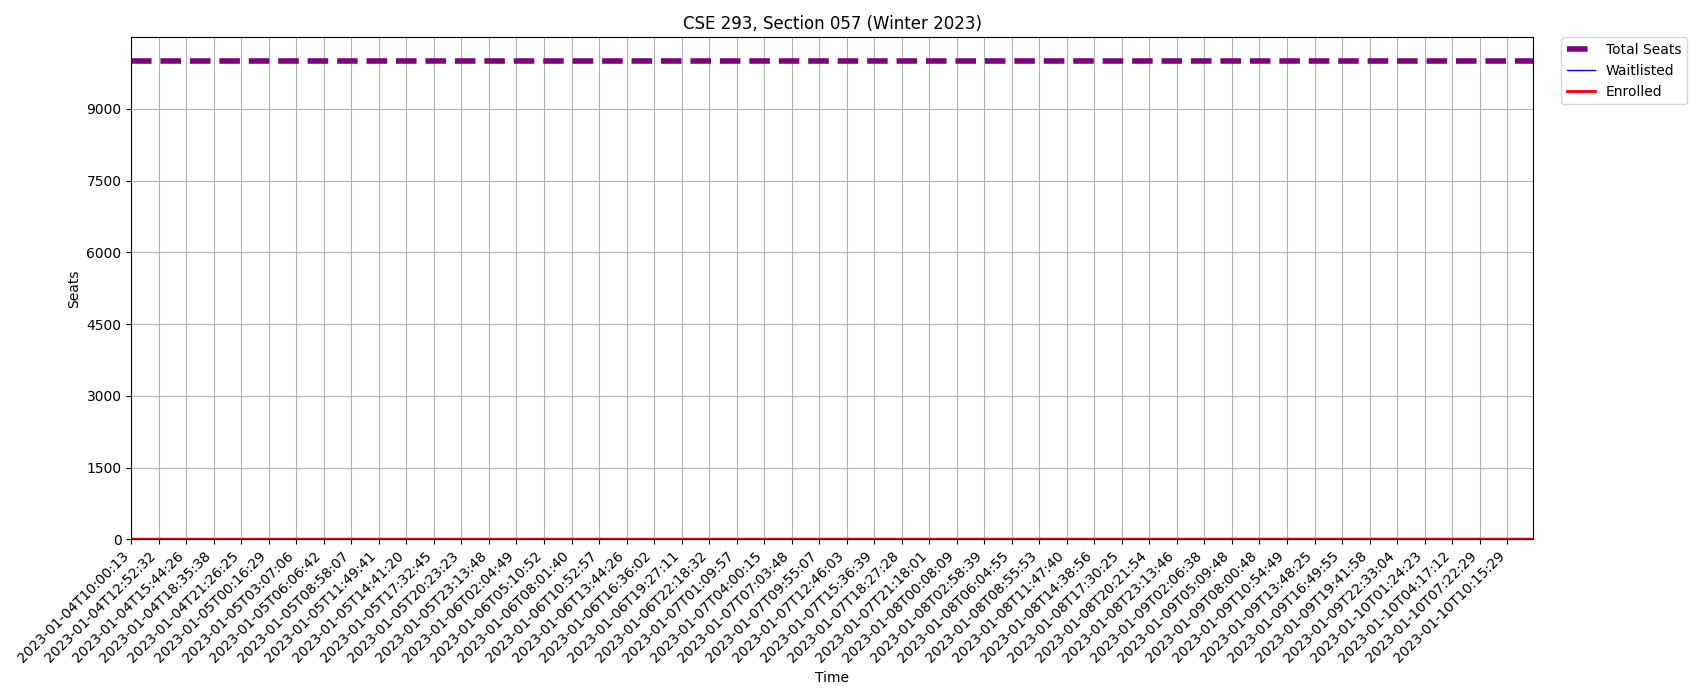 CSE 293, Section 057 (Winter 2023)
Total Seats
Waitlisted
Enrolled
Seats
9000
7500
6000
4500
3000
1500
0
2023-01-04T10:00:13
2023-01-04T12:52:32
2023-01-04T15:44:26
2023-01-04T18:35:38
2023-01-04T21:26:25
2023-01-05T00:16:29
2023-01-05T03:07:06
2023-01-05T06:06:42
2023-01-05T08:58:07
2023-01-05T11:49:41
2023-01-05T14:41:20
2023-01-05T17:32:45
2023-01-05T20:23:23
2023-01-05T23:13:48
2023-01-06T02:04:49
2023-01-06T05:10:52
2023-01-06T08:01:40
2023-01-06T10:52:57
2023-01-06T13:44:26
2023-01-06T16:36:02
2023-01-06T19:27:11
2023-01-06T22:18:32
2023-01-07T01:09:57
2023-01-07T04:00:15
2023-01-07T07:03:48
2023-01-07T09:55:07
2023-01-07T12:46:03
2023-01-07T15:36:39
2023-01-07T18:27:28
2023-01-07T21:18:01
2023-01-08T00:08:09
2023-01-08T02:58:39
2023-01-08T06:04:55
2023-01-08T08:55:53
2023-01-08T11:47:40
2023-01-08T14:38:56
2023-01-08T17:30:25
2023-01-08T20:21:54
2023-01-08T23:13:46
2023-01-09T02:06:38
2023-01-09T05:09:48
2023-01-09T08:00:48
2023-01-09T10:54:49
2023-01-09T13:48:25
2023-01-09T16:49:55
2023-01-09T19:41:58
2023-01-09T22:33:04
2023-01-10T01:24:23
2023-01-10T04:17:12
2023-01-10T07:22:29
2023-01-10T10:15:29
Time